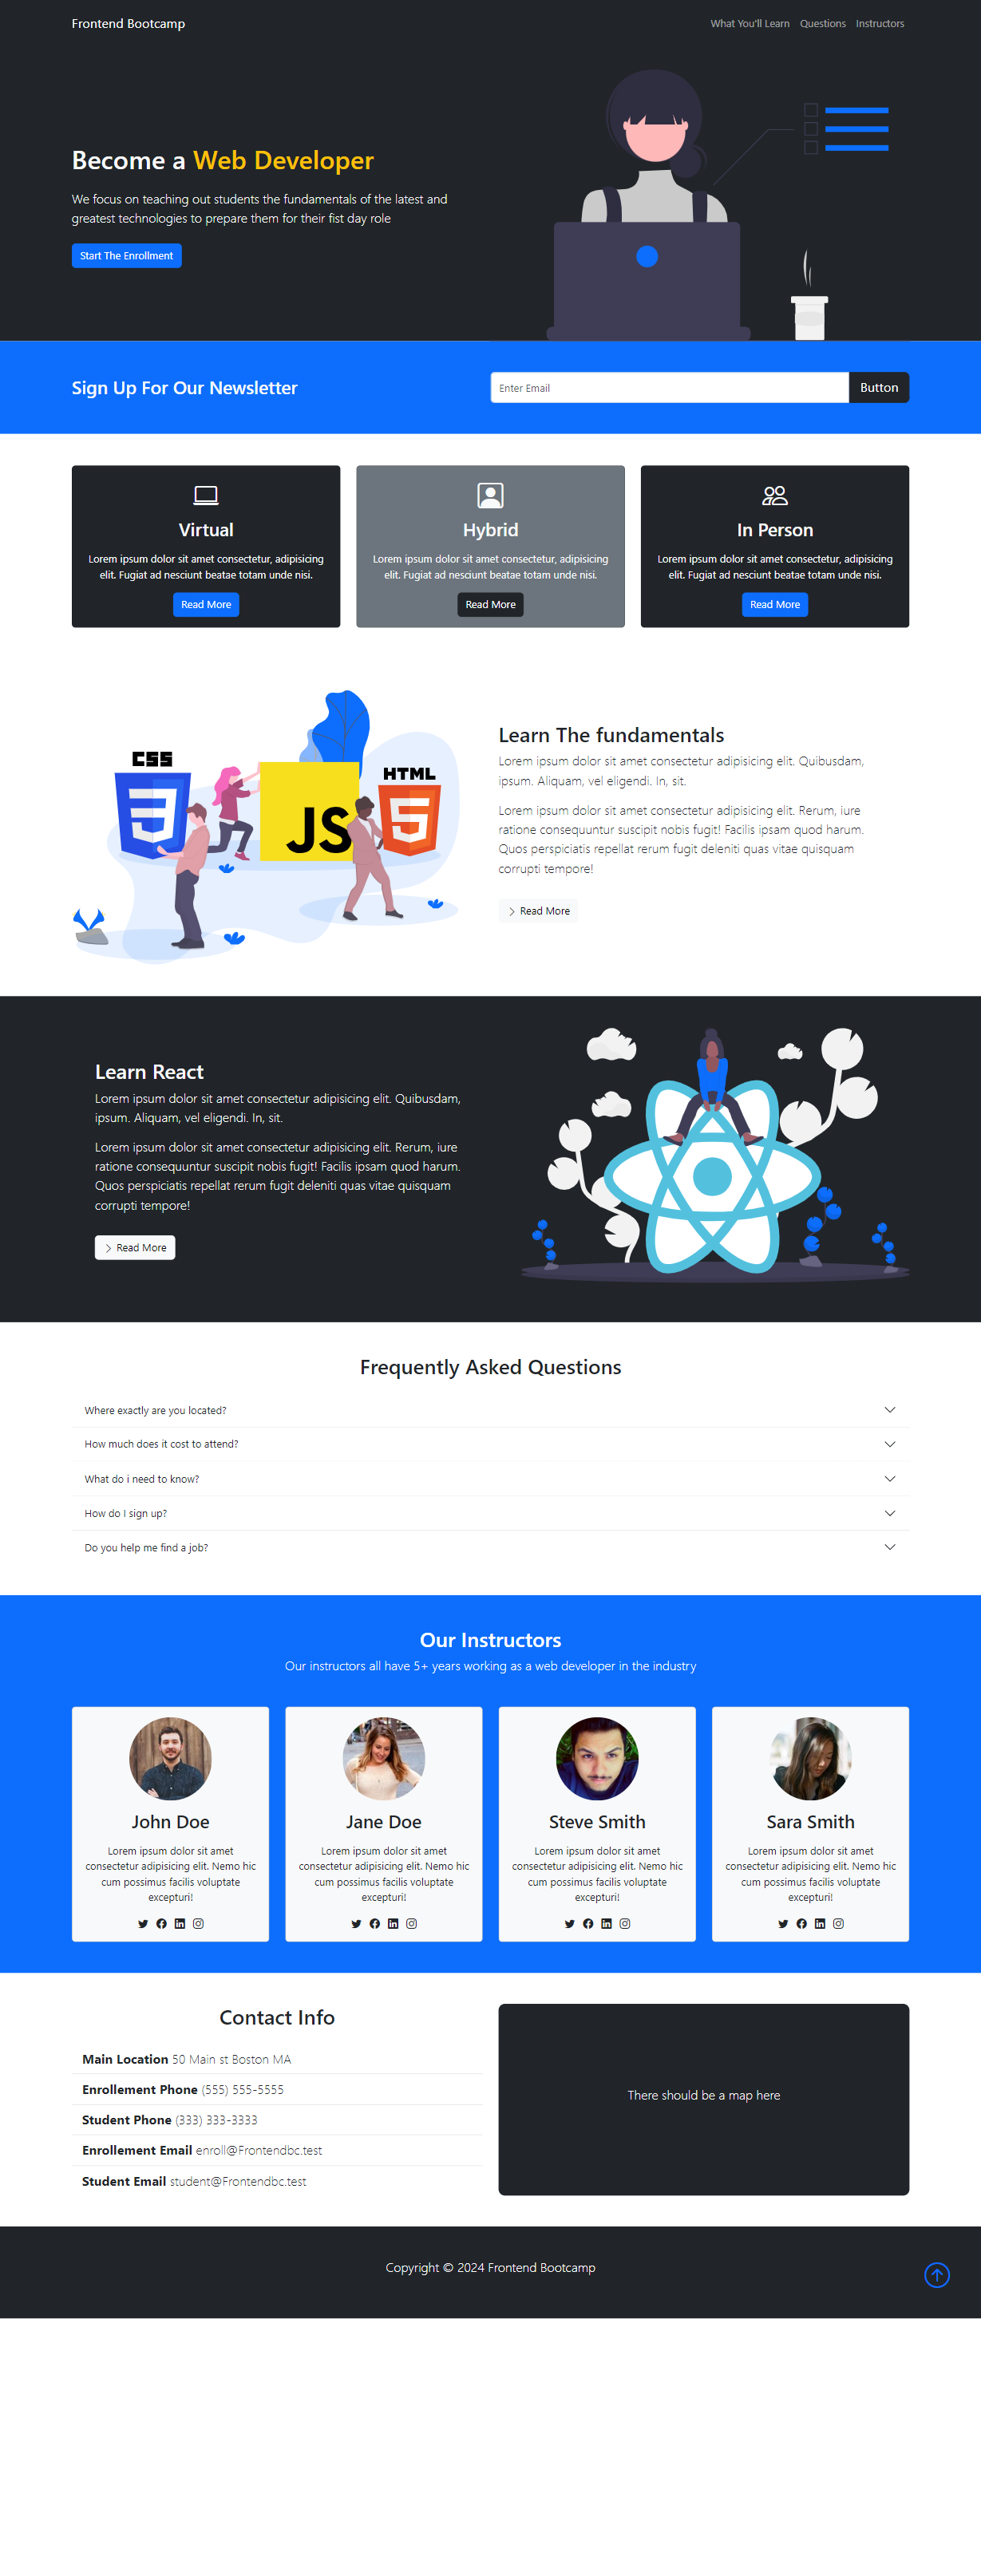 Frontend Bootcamp
What You'll Learn Questions Instructors
Become a Web Developer
We focus on teaching out students the fundamentals of the latest and
greatest technologies to prepare them for their fist day role
Start The Enrollment
Sign Up For Our Newsletter
Enter Email
Button
Virtual
Lorem ipsum dolor sit amet consectetur, adipisicing
elit. Fugiat ad nesciunt beatae totam unde nisi.
Read More
Hybrid
Lorem ipsum dolor sit amet consectetur, adipisicing
elit. Fugiat ad nesciunt beatae totam unde nisi.
Read More
In Person
Lorem ipsum dolor sit amet consectetur, adipisicing
elit. Fugiat ad nesciunt beatae totam unde nisi.
Read More
CSS
3
JS
HTML
5
Learn The fundamentals
Lorem ipsum dolor sit amet consectetur adipisicing elit. Quibusdam,
ipsum. Aliquam, vel eligendi. In, sit.
Lorem ipsum dolor sit amet consectetur adipisicing elit. Rerum, iure
ratione consequuntur suscipit nobis fugit! Facilis ipsam quod harum.
Quos perspiciatis repellat rerum fugit deleniti quas vitae quisquam
corrupti tempore!
Read More
Learn React
Lorem ipsum dolor sit amet consectetur adipisicing elit. Quibusdam,
ipsum. Aliquam, vel eligendi. In, sit.
Lorem ipsum dolor sit amet consectetur adipisicing elit. Rerum, iure
ratione consequuntur suscipit nobis fugit! Facilis ipsam quod harum.
Quos perspiciatis repellat rerum fugit deleniti quas vitae quisquam
corrupti tempore!
Read More
Frequently Asked Questions
Where exactly are you located?
How much does it cost to attend?
What do i need to know?
How do I sign up?
Do you help me find a job?
Our Instructors
Our instructors all have 5+ years working as a web developer in the industry
John Doe
Lorem ipsum dolor sit amet
consectetur adipisicing elit. Nemo hic
cum possimus facilis voluptate
excepturi!
Jane Doe
Lorem ipsum dolor sit amet
consectetur adipisicing elit. Nemo hic
cum possimus facilis voluptate
excepturi!
Steve Smith
Lorem ipsum dolor sit amet
consectetur adipisicing elit. Nemo hic
cum possimus facilis voluptate
excepturi!
Sara Smith
Lorem ipsum dolor sit amet
consectetur adipisicing elit. Nemo hic
cum possimus facilis voluptate
excepturi!
Contact Info
Main Location 50 Main st Boston MA
Enrollement Phone (555) 555-5555
Student Phone (333) 333-3333
Enrollement Email enroll@Frontendbc.test
Student Email student@Frontendbc.test
There should be a map here
Copyright © 2024 Frontend Bootcamp